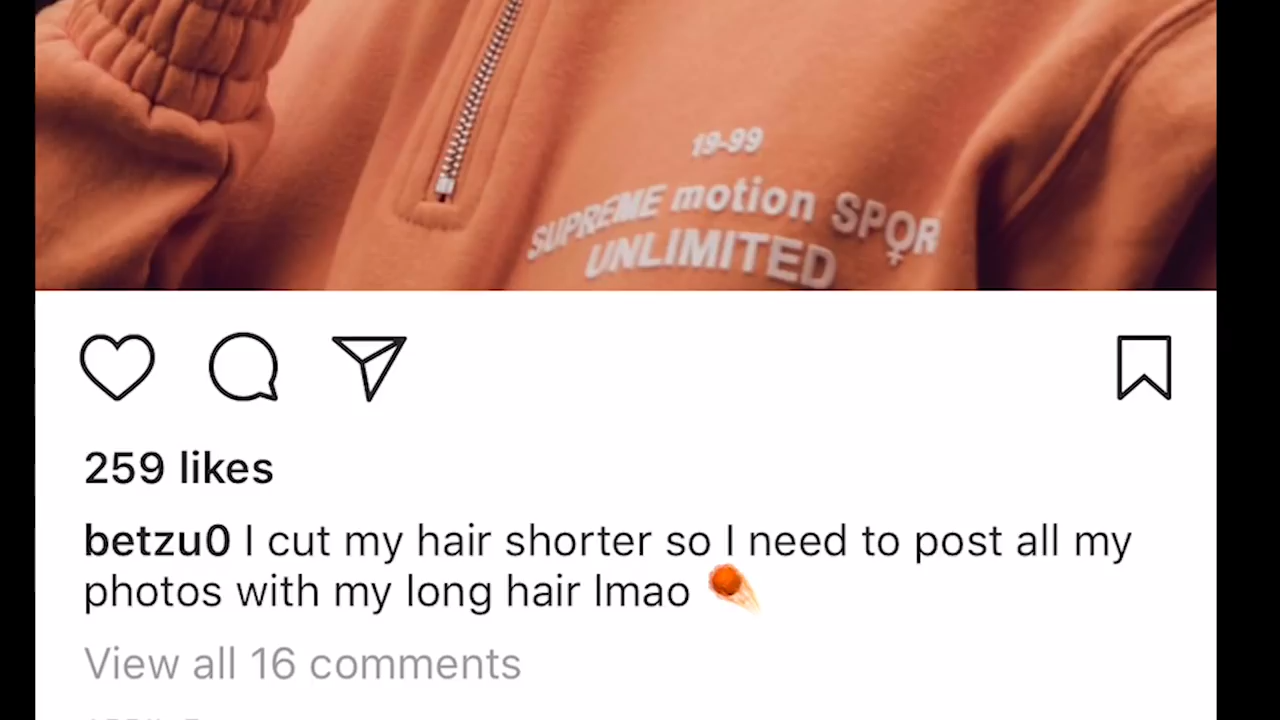 19-99
SUPREME motion SPOR
UNLIMITED
259 likes
betzu0 I cut my hair shorter so I need to post all my
photos with my long hair lmao ☄️
View all 16 comments